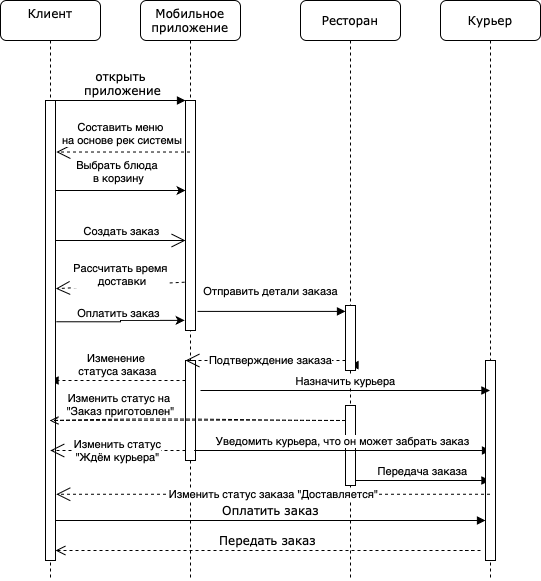 Клиент
Мобильное
приложение
Ресторан
Курьер
открыть
приложение
Составить меню
на основе рек системы
Выбрать блюда
в корзину
Создать заказ
Рассчитать время
доставки
Отправить детали заказа
Оплатить заказ
Подтверждение заказа
Изменение
статуса заказа
Назначить курьера
Изменить статус на
"Заказ приготовлен"
Уведомить курьера, что он может забрать заказ
Изменить статус
"Ждём курьера"
Передача заказа
Изменить статус заказа "Доставляется"
Оплатить заказ
Передать заказ